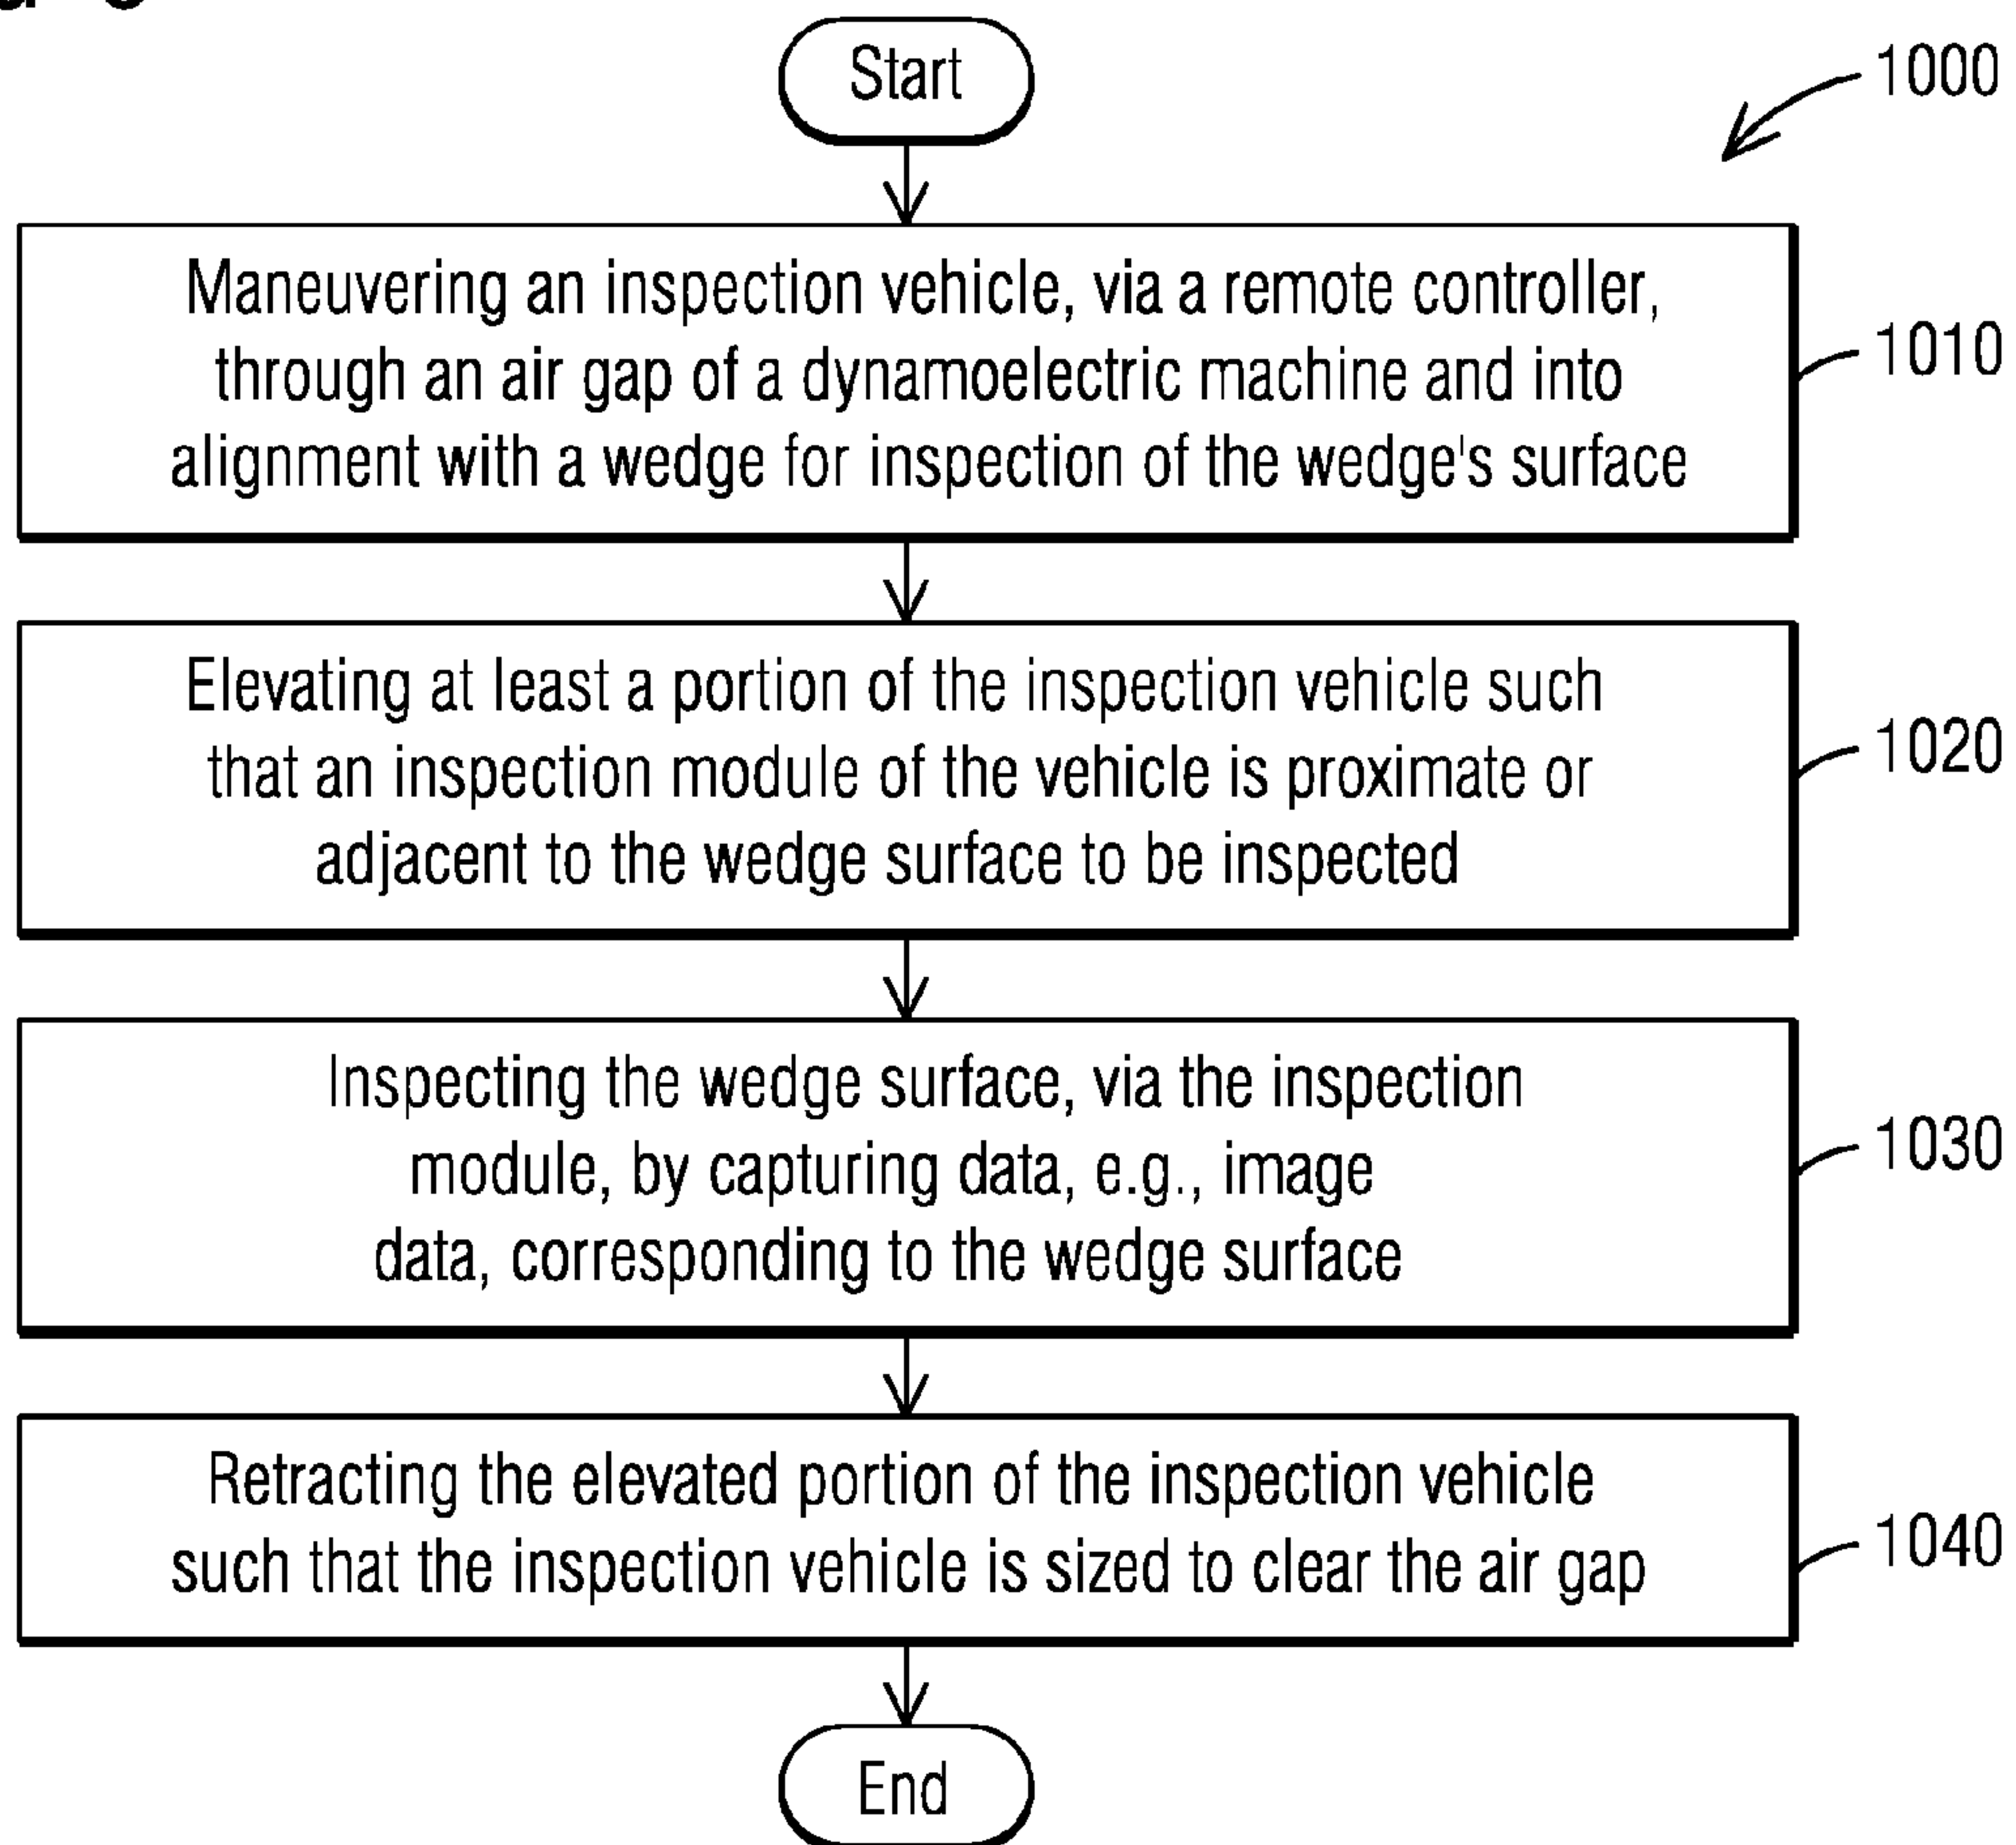 Start
1000
Maneuvering an inspection vehicle, via a remote controller,
through an air gap of a dynamoelectric machine and into
alignment with a wedge for inspection of the wedge's surface
1010
Elevating at least a portion of the inspection vehicle such
that an inspection module of the vehicle is proximate or
adjacent to the wedge surface to be inspected
1020
Inspecting the wedge surface, via the inspection
module, by capturing data, e.g., image
data, corresponding to the wedge surface
1030
Retracting the elevated portion of the inspection vehicle
such that the inspection vehicle is sized to clear the air gap
1040
End